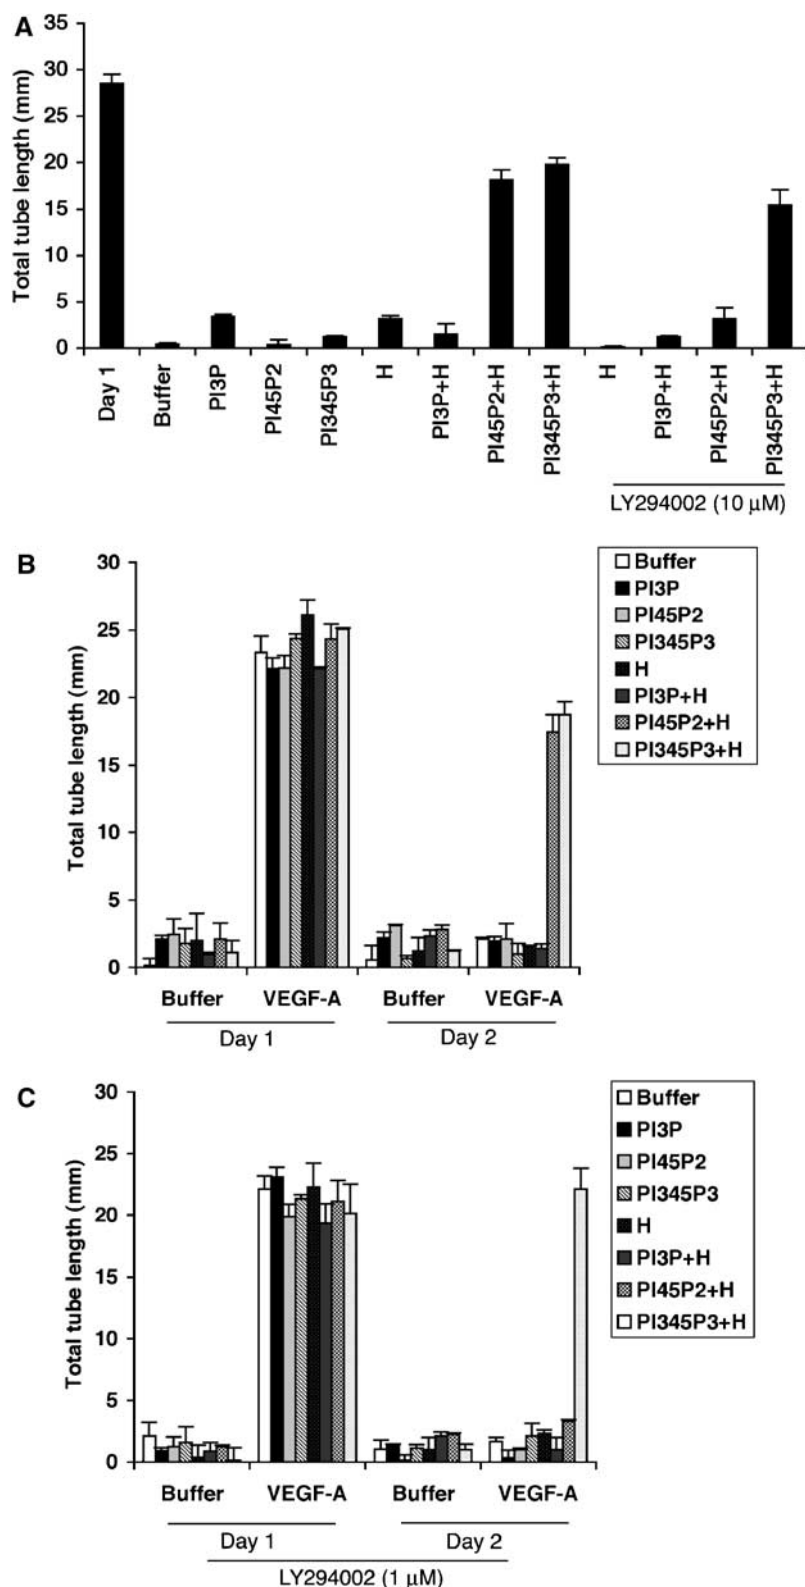 A
Total tube length (mm)
35
30
25
20
15
10
5
0
Day 1
Buffer
PI3P
PI45P2
PI345P3
H
PI3P+H
PI45P2+H
PI345P3+H
H
PI3P+H
PI45P2+H
PI345P3+H
LY294002 (10 µM)
B
Total tube length (mm)
30
25
20
15
10
5
0
Buffer
VEGF-A
Buffer
VEGF-A
Day 1
Day 2
Buffer
PI3P
PI45P2
PI345P3
H
PI3P+H
PI45P2+H
PI345P3+H
C
Total tube length (mm)
30
25
20
15
10
5
0
Buffer
VEGF-A
Buffer
VEGF-A
Day 1
Day 2
LY294002 (1 µM)
Buffer
PI3P
PI45P2
PI345P3
H
PI3P+H
PI45P2+H
PI345P3+H